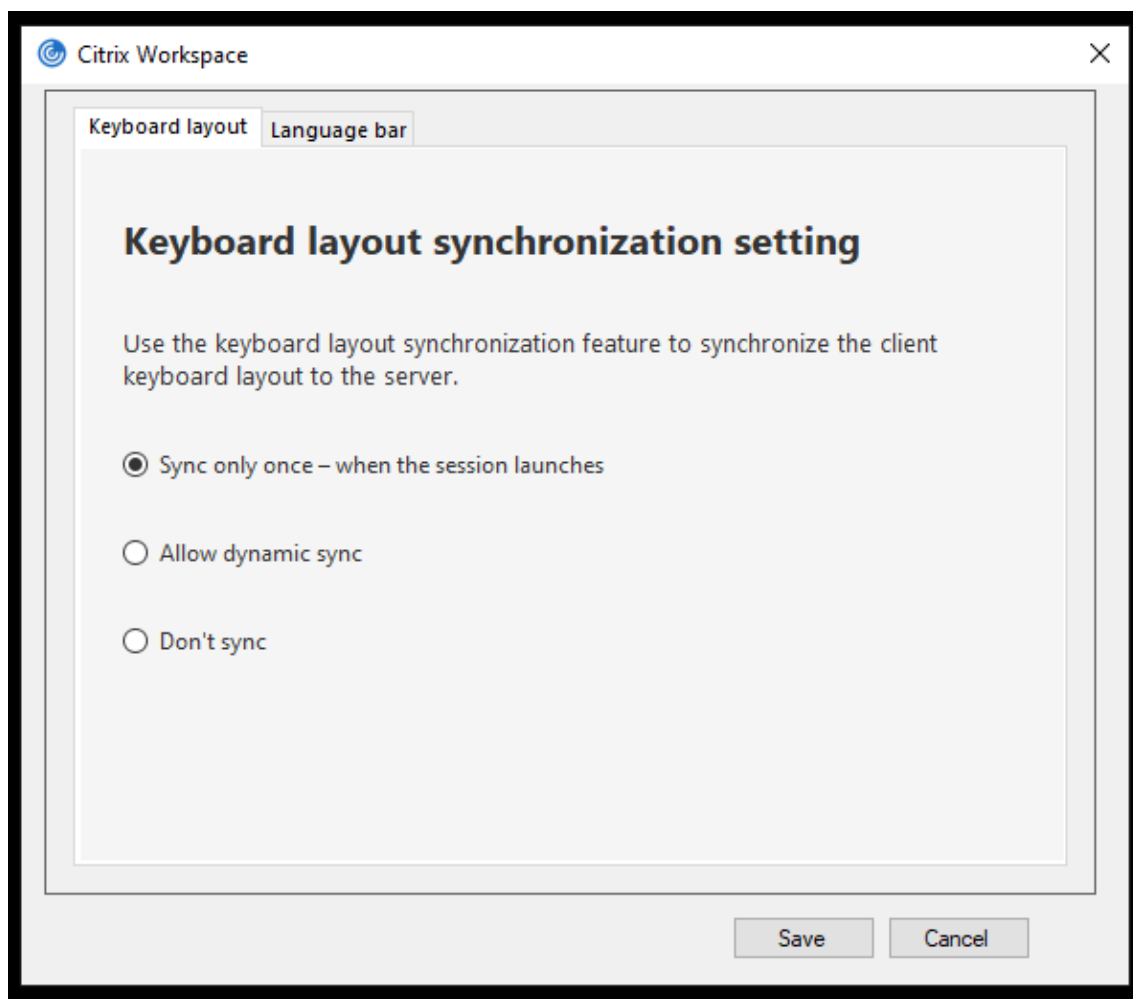 Citrix Workspace
Keyboard layout
Language bar
Keyboard layout synchronization setting
Use the keyboard layout synchronization feature to synchronize the client
keyboard layout to the server.
Sync only once – when the session launches
Allow dynamic sync
Don't sync
Save
Cancel